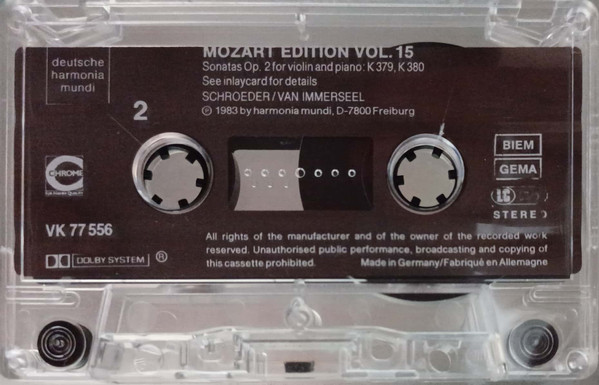 deutsche
harmonia
mundi
MOZART EDITION VOL. 15
Sonatas Op. 2 for violin and piano: K 379, K 380
See inlaycard for details
SCHROEDER/VAN IMMERSEEL
℗ 1983 by harmonia mundi, D-7800 Freiburg
2
CHROME
BIEM
GEMA
LC
STEREO
VK 77 556
DOLBY SYSTEM ®
All rights of the manufacturer and of the owner of the recorded work
reserved. Unauthorised public performance, broadcasting and copying of
this cassette prohibited. Made in Germany/Fabriqué en Allemagne